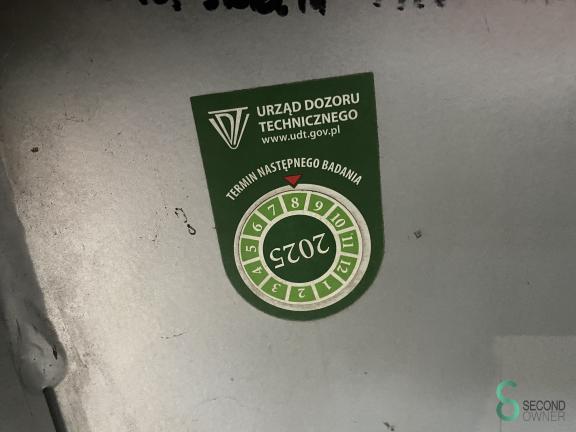 URZĄD DOZORU
TECHNICZNEGO
www.udt.gov.pl
TERMIN NASTĘPNEGO BADANIA
1 2 3 4 5 6 7 8 9 10 11 12
2025
SECOND
OWNER